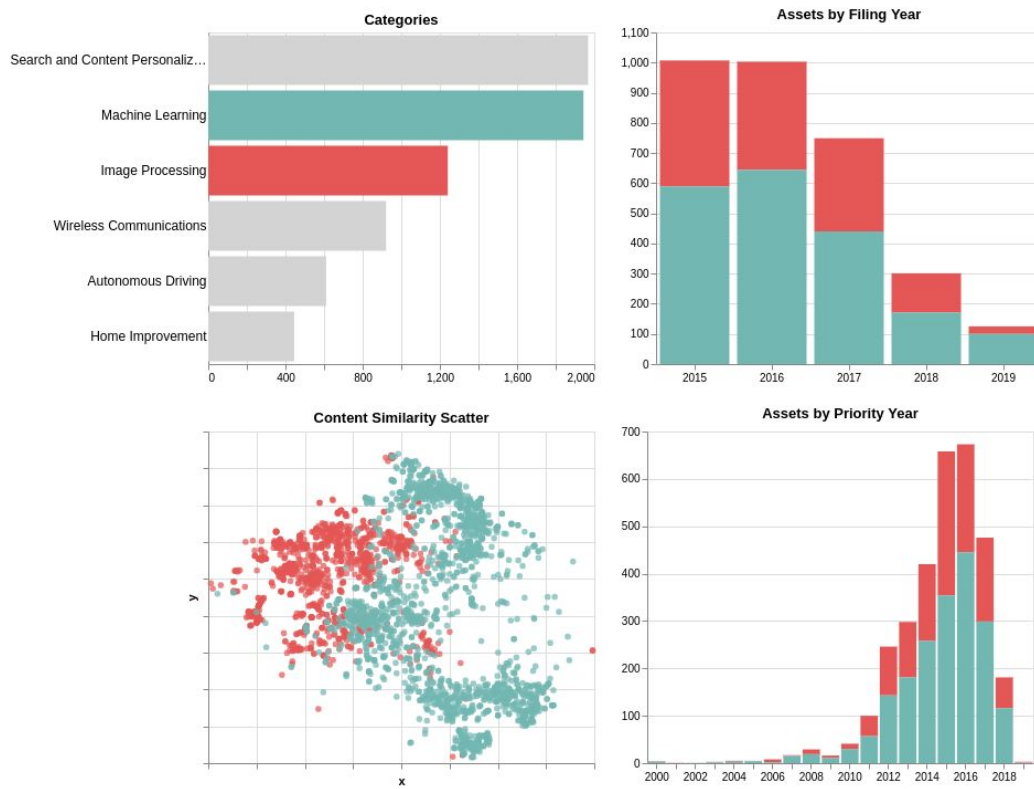 Categories
Search and Content Personaliz…
Machine Learning
Image Processing
Wireless Communications
Autonomous Driving
Home Improvement
0 400 800 1,200 1,600 2,000
Assets by Filing Year
1,100
1,000
900
800
700
600
500
400
300
200
100
0
2015 2016 2017 2018 2019
Content Similarity Scatter
y
x
Assets by Priority Year
700
600
500
400
300
200
100
0
2000 2002 2004 2006 2008 2010 2012 2014 2016 2018